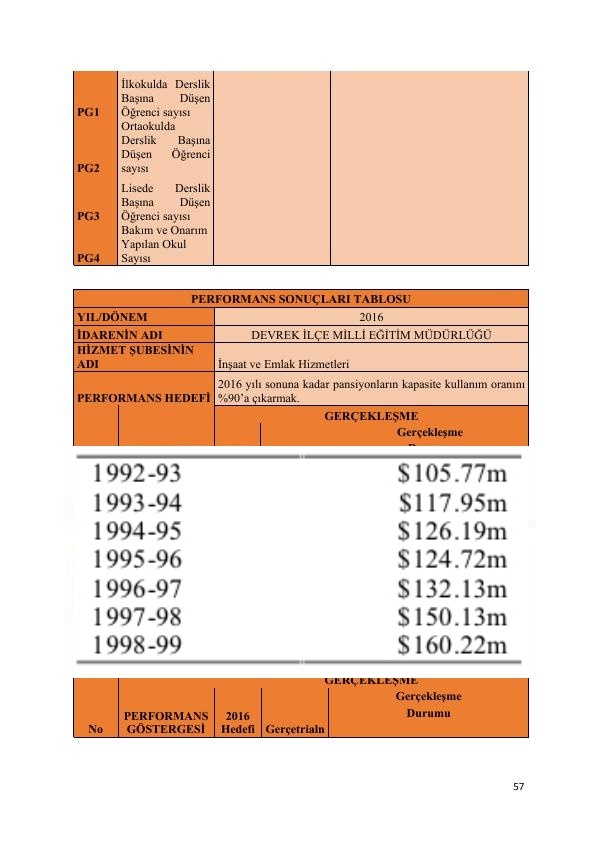 İlkokulda Derslik
Başına Düşen
PG1 Öğrenci sayısı
Ortaokulda
Derslik Başına
Düşen Öğrenci
PG2 sayısı
Lisede Derslik
Başına Düşen
PG3 Öğrenci sayısı
Bakım ve Onarım
Yapılan Okul
PG4 Sayısı
PERFORMANS SONUÇLARI TABLOSU
YIL/DÖNEM 2016
İDARENİN ADI DEVREK İLÇE MİLLİ EĞİTİM MÜDÜRLÜĞÜ
HİZMET ŞUBESİNİN
ADI İnşaat ve Emlak Hizmetleri
2016 yılı sonuna kadar pansiyonların kapasite kullanım oranını
PERFORMANS HEDEFİ %90’a çıkarmak.
GERÇEKLEŞME
Gerçekleşme
1992-93 $105.77m
1993-94 $117.95m
1994-95 $126.19m
1995-96 $124.72m
1996-97 $132.13m
1997-98 $150.13m
1998-99 $160.22m
GERÇEKLEŞME
Gerçekleşme
PERFORMANS 2016 Durumu
No GÖSTERGESİ Hedefi Gerçetrialn
57